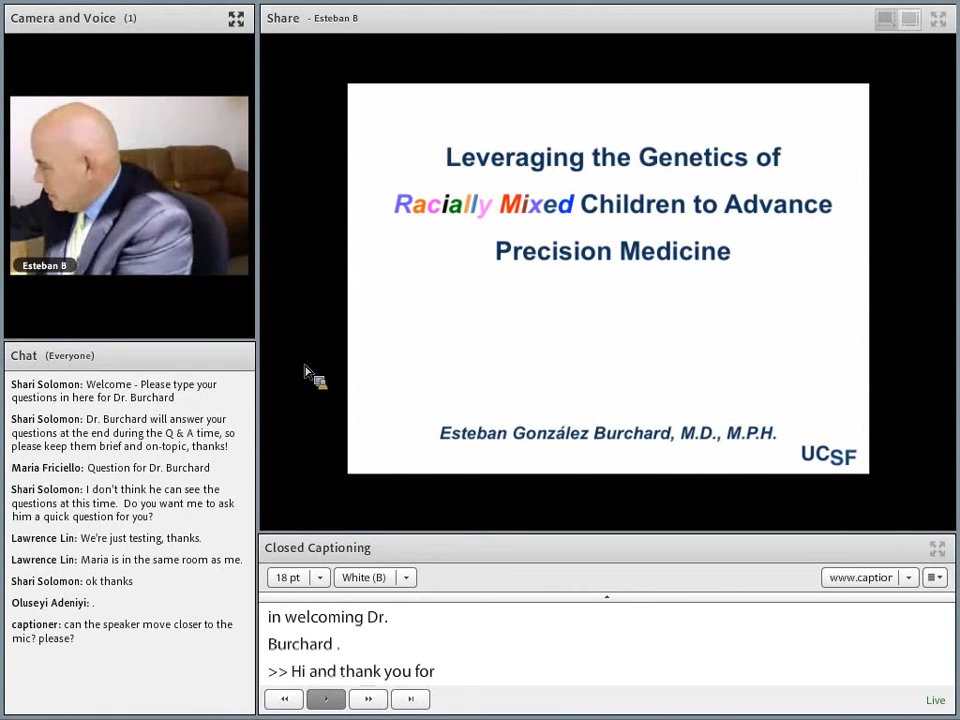 Camera and Voice (1)
Esteban B
Chat (Everyone)
Shari Solomon: Welcome - Please type your
questions in here for Dr. Burchard
Shari Solomon: Dr. Burchard will answer your
questions at the end during the Q & A time, so
please keep them brief and on-topic, thanks!
Maria Friciello: Question for Dr. Burchard
Shari Solomon: I don't think he can see the
questions at this time. Do you want me to ask
him a quick question for you?
Lawrence Lin: We're just testing, thanks.
Lawrence Lin: Maria is in the same room as me.
Shari Solomon: ok thanks
Oluseyi Adeniyi: .
captioner: can the speaker move closer to the
mic? please?
Share - Esteban B
Leveraging the Genetics of
Racially Mixed Children to Advance
Precision Medicine
Esteban González Burchard, M.D., M.P.H.
UCSF
Closed Captioning
18 pt White (B) www.captior
in welcoming Dr.
Burchard .
>> Hi and thank you for
Live